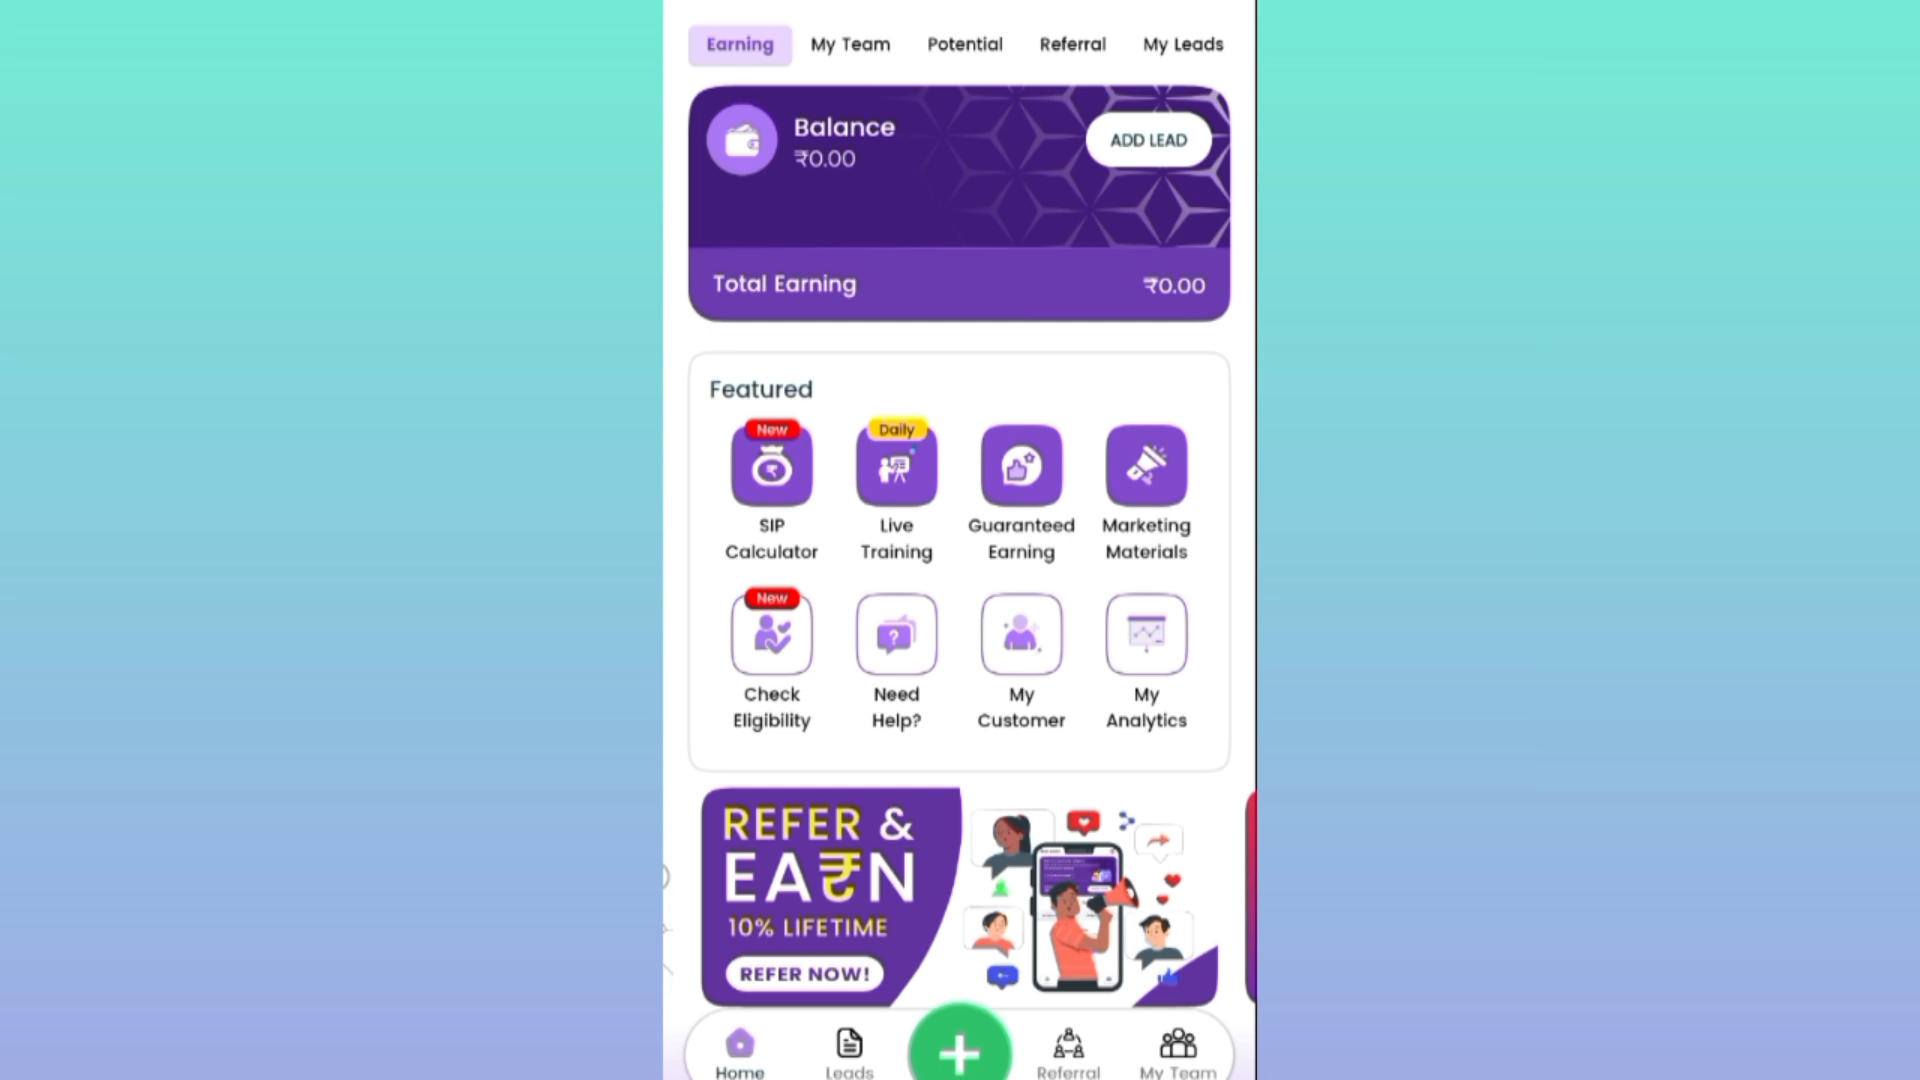 Earning My Team Potential Referral My Leads
Balance
₹0.00
ADD LEAD
Total Earning ₹0.00
Featured
New Daily
SIP Live Guaranteed Marketing
Calculator Training Earning Materials
New
Check Need My My
Eligibility Help? Customer Analytics
REFER &
EA₹N
10% LIFETIME
REFER NOW!
Home Leads Referral My Team